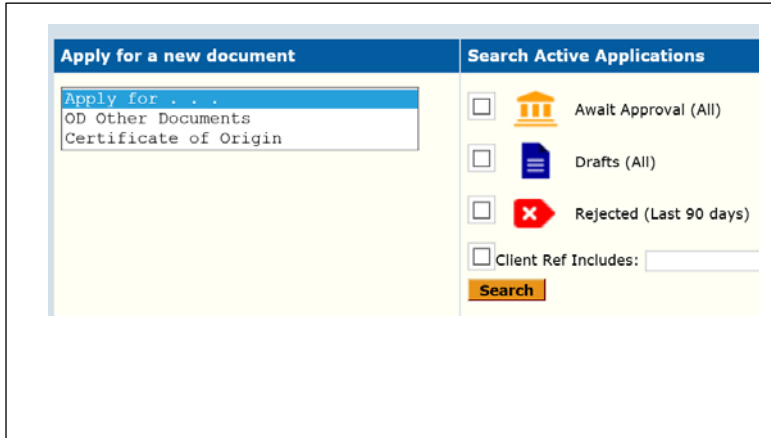 Apply for a new document
Apply for . . .
OD Other Documents
Certificate of Origin
Search Active Applications
Await Approval (All)
Drafts (All)
Rejected (Last 90 days)
Client Ref Includes:
Search